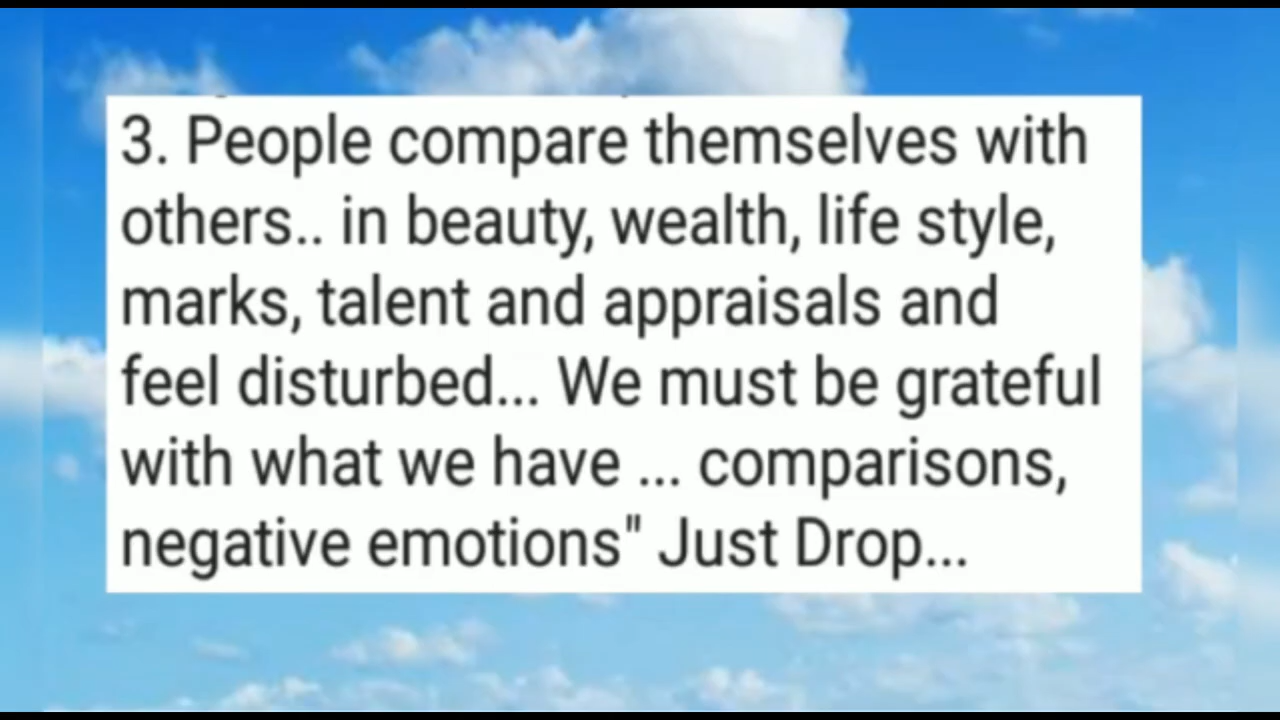 3. People compare themselves with
others.. in beauty, wealth, life style,
marks, talent and appraisals and
feel disturbed... We must be grateful
with what we have ... comparisons,
negative emotions" Just Drop...